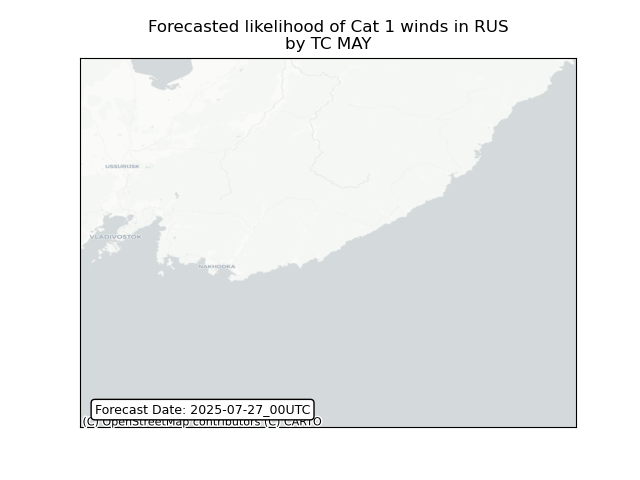 Forecasted likelihood of Cat 1 winds in RUS
by TC MAY
USSURIISK
VLADIVOSTOK
NAKHODKA
Forecast Date: 2025-07-27_00UTC
(C) OpenStreetMap contributors (C) CARTO